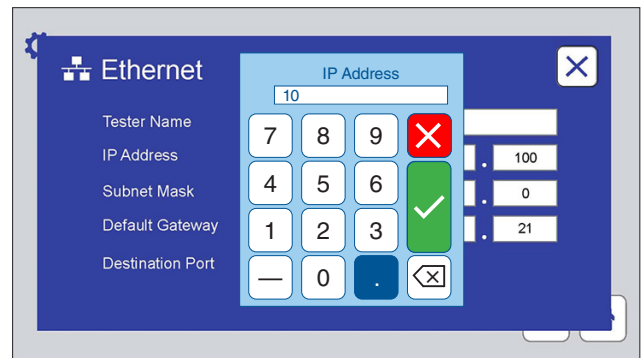 Ethernet
IP Address
10
Tester Name
IP Address . 100
Subnet Mask . 0
Default Gateway . 21
Destination Port
7 8 9
4 5 6
1 2 3
— 0 .